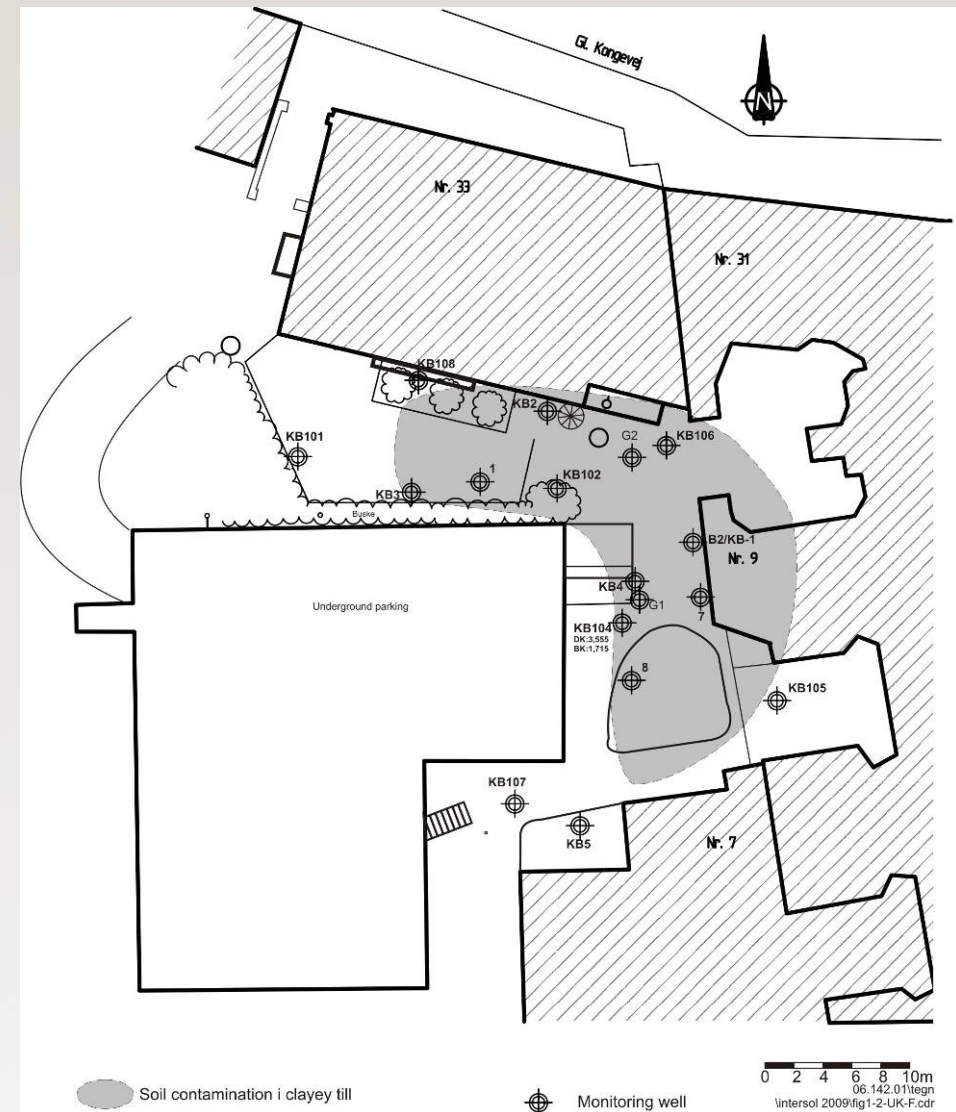 Gl. Kongevej
N
Nr. 33
Nr. 31
KB108
KB2
KB101
G2
KB106
1
KB102
KB3
Buske
B2/KB-1
Nr. 9
KB4
Underground parking
G1
7
KB104
DK:3,555
BK:1,715
8
KB105
KB107
KB5
Nr. 7
Soil contamination i clayey till
Monitoring well
0 2 4 6 8 10m
06.142.01\tegn
\intersol 2009\fig1-2-UK-F.cdr